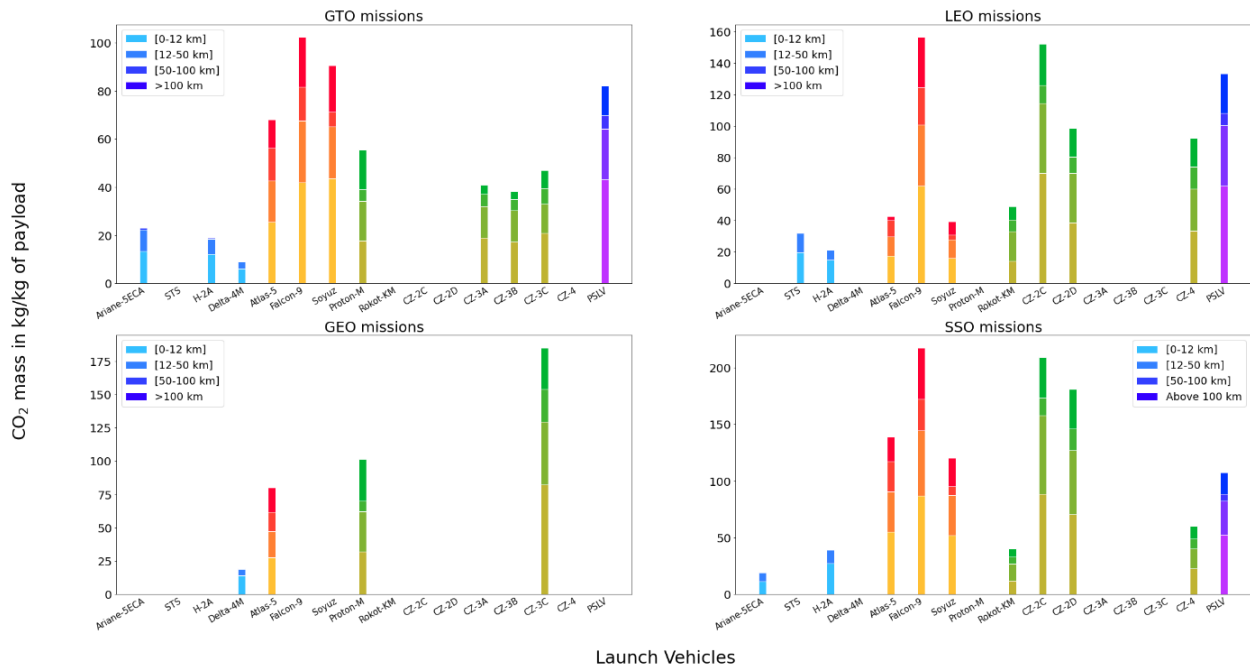 GTO missions
100
80
60
40
20
0
[0-12 km]
[12-50 km]
[50-100 km]
>100 km
Ariane-5ECA
STS
H-2A
Delta-4M
Atlas-5
Falcon-9
Soyuz
Proton-M
Rokot-KM
CZ-2C
CZ-2D
CZ-3A
CZ-3B
CZ-3C
CZ-4
PSLV
LEO missions
160
140
120
100
80
60
40
20
0
[0-12 km]
[12-50 km]
[50-100 km]
>100 km
Ariane-5ECA
STS
H-2A
Delta-4M
Atlas-5
Falcon-9
Soyuz
Proton-M
Rokot-KM
CZ-2C
CZ-2D
CZ-3A
CZ-3B
CZ-3C
CZ-4
PSLV
CO₂ mass in kg/kg of payload
GEO missions
175
150
125
100
75
50
25
0
[0-12 km]
[12-50 km]
[50-100 km]
>100 km
Ariane-5ECA
STS
H-2A
Delta-4M
Atlas-5
Falcon-9
Soyuz
Proton-M
Rokot-KM
CZ-2C
CZ-2D
CZ-3A
CZ-3B
CZ-3C
CZ-4
PSLV
SSO missions
200
150
100
50
0
[0-12 km]
[12-50 km]
[50-100 km]
Above 100 km
Ariane-5ECA
STS
H-2A
Delta-4M
Atlas-5
Falcon-9
Soyuz
Proton-M
Rokot-KM
CZ-2C
CZ-2D
CZ-3A
CZ-3B
CZ-3C
CZ-4
PSLV
Launch Vehicles